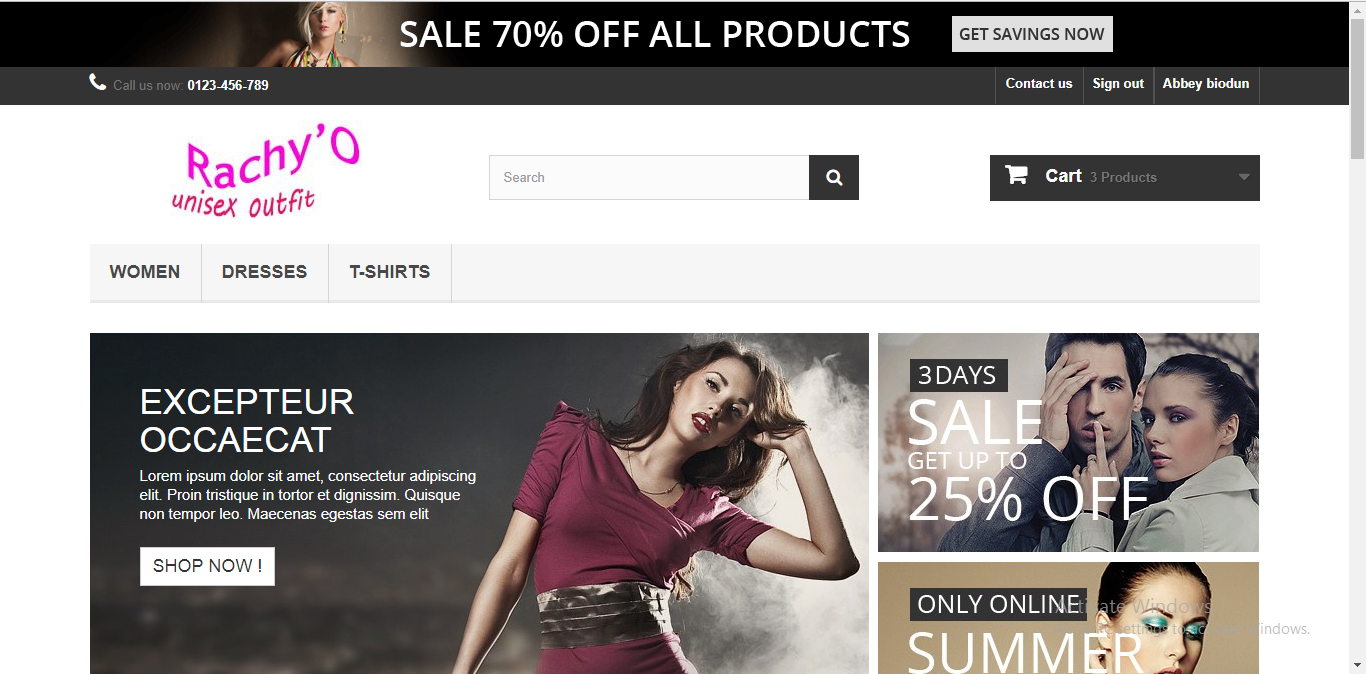 SALE 70% OFF ALL PRODUCTS
GET SAVINGS NOW
Call us now: 0123-456-789
Contact us
Sign out
Abbey biodun
Rachy'O
unisex outfit
Search
Cart 3 Products
WOMEN
DRESSES
T-SHIRTS
EXCEPTEUR
OCCAECAT
Lorem ipsum dolor sit amet, consectetur adipiscing
elit. Proin tristique in tortor et dignissim. Quisque
non tempor leo. Maecenas egestas sem elit
SHOP NOW !
3 DAYS
SALE
GET UP TO
25% OFF
ONLY ONLINE
SUMMER
Activate Windows
settings to activate Windows.